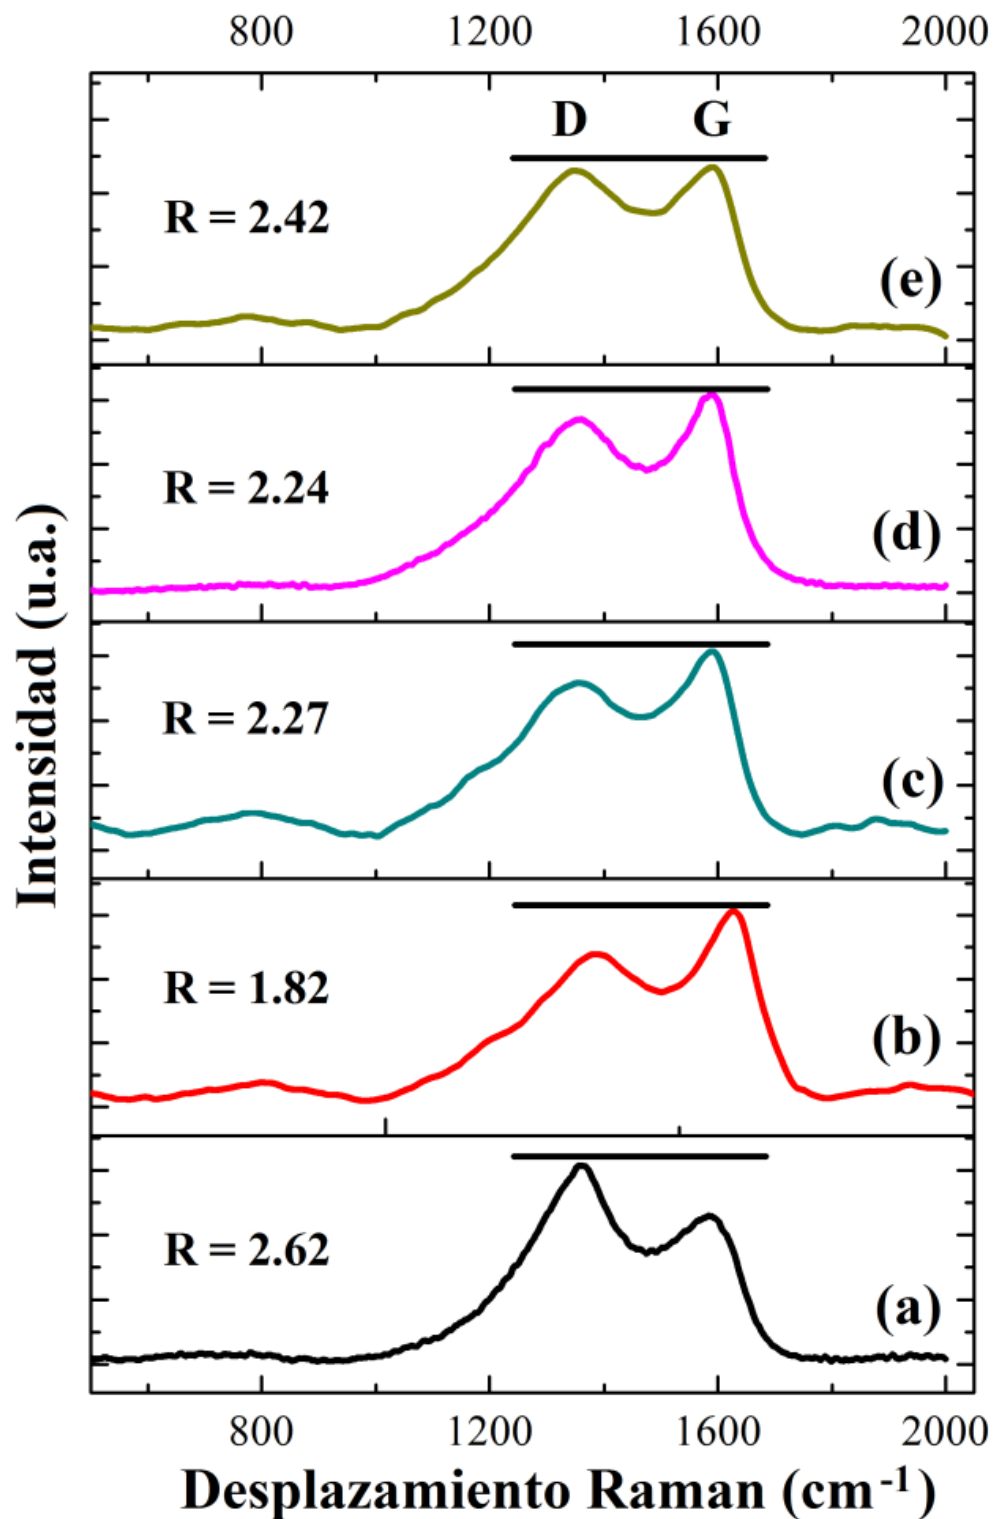 800 1200 1600 2000
D G
R = 2.42
(e)
R = 2.24
(d)
R = 2.27
(c)
R = 1.82
(b)
R = 2.62
(a)
Intensidad (u.a.)
800 1200 1600 2000
Desplazamiento Raman (cm⁻¹)